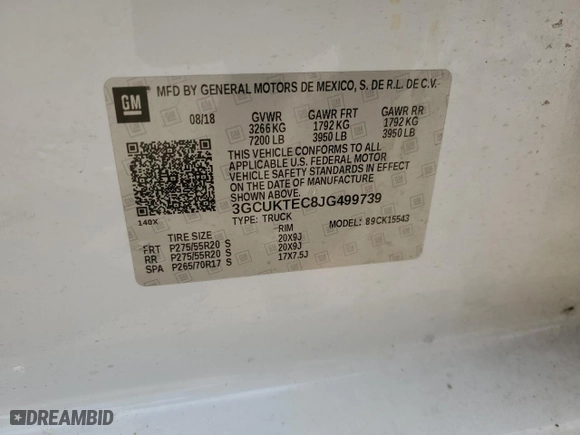 GM
MFD BY GENERAL MOTORS DE MEXICO, S. DE R.L. DE C.V.
08/18 GVWR GAWR FRT GAWR RR
3266 KG 1792 KG 1792 KG
7200 LB 3950 LB 3950 LB
THIS VEHICLE CONFORMS TO ALL
APPLICABLE U.S. FEDERAL MOTOR
VEHICLE SAFETY STANDARDS IN EFFECT
ON THE DATE OF MANUFACTURE
SHOWN ABOVE.
3GCUKTEC8JG499739
140X TYPE: TRUCK MODEL: 89CK15543
TIRE SIZE RIM
FRT P275/55R20 S 20X9J
RR P275/55R20 S 20X9J
SPA P265/70R17 S 17X7.5J
DREAMBID